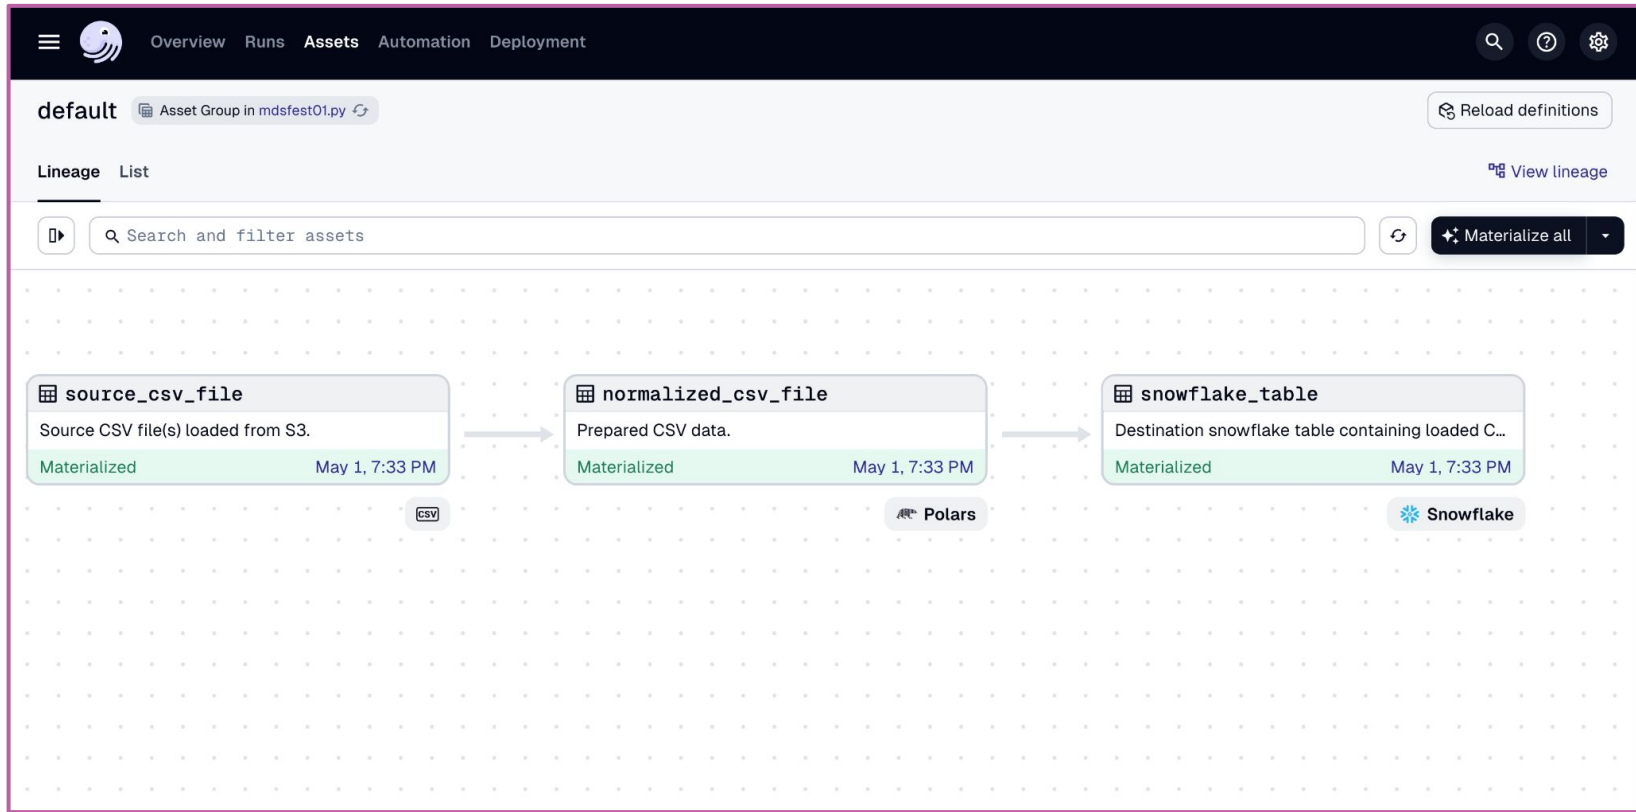 Overview Runs Assets Automation Deployment
default Asset Group in mdsfest01.py Reload definitions
Lineage List View lineage
Search and filter assets Materialize all
source_csv_file
Source CSV file(s) loaded from S3.
Materialized May 1, 7:33 PM
CSV
normalized_csv_file
Prepared CSV data.
Materialized May 1, 7:33 PM
Polars
snowflake_table
Destination snowflake table containing loaded C...
Materialized May 1, 7:33 PM
Snowflake